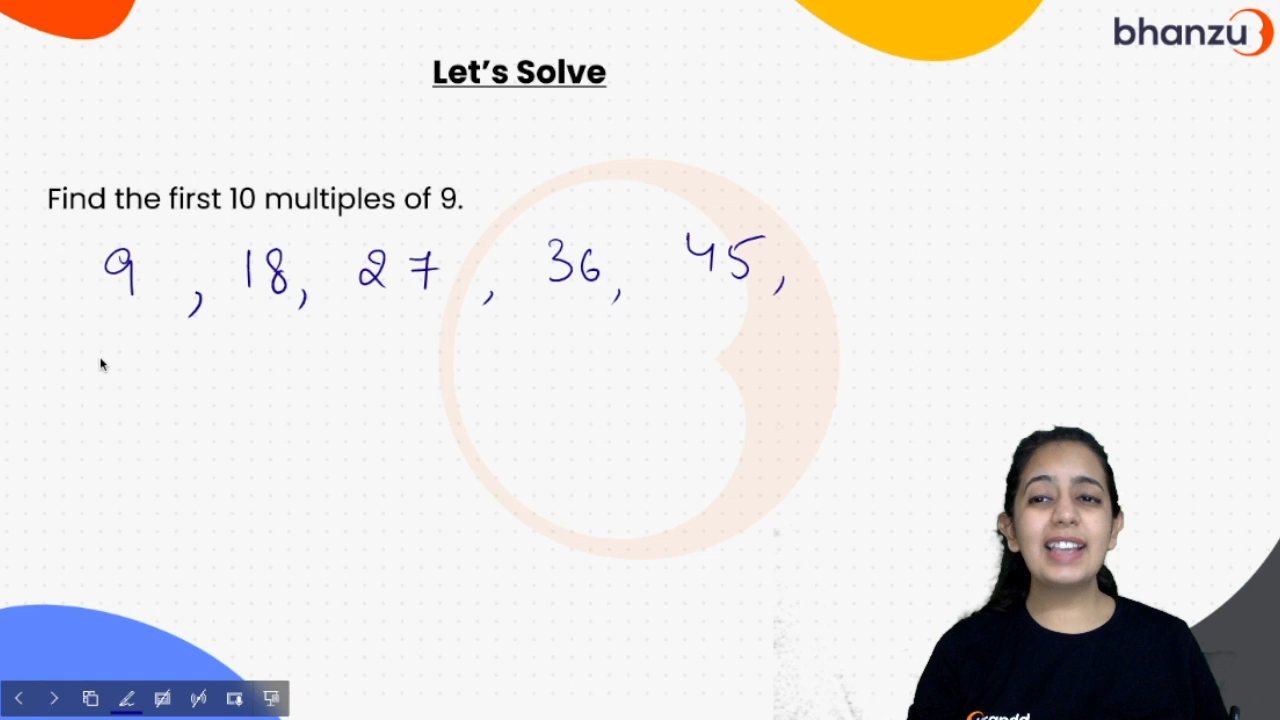 bhanzu
Let’s Solve
Find the first 10 multiples of 9.
9 , 18, 27 , 36, 45,